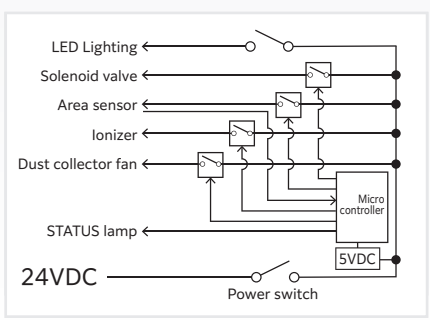 LED Lighting
Solenoid valve
Area sensor
Ionizer
Dust collector fan
Micro
controller
STATUS lamp
5VDC
24VDC
Power switch